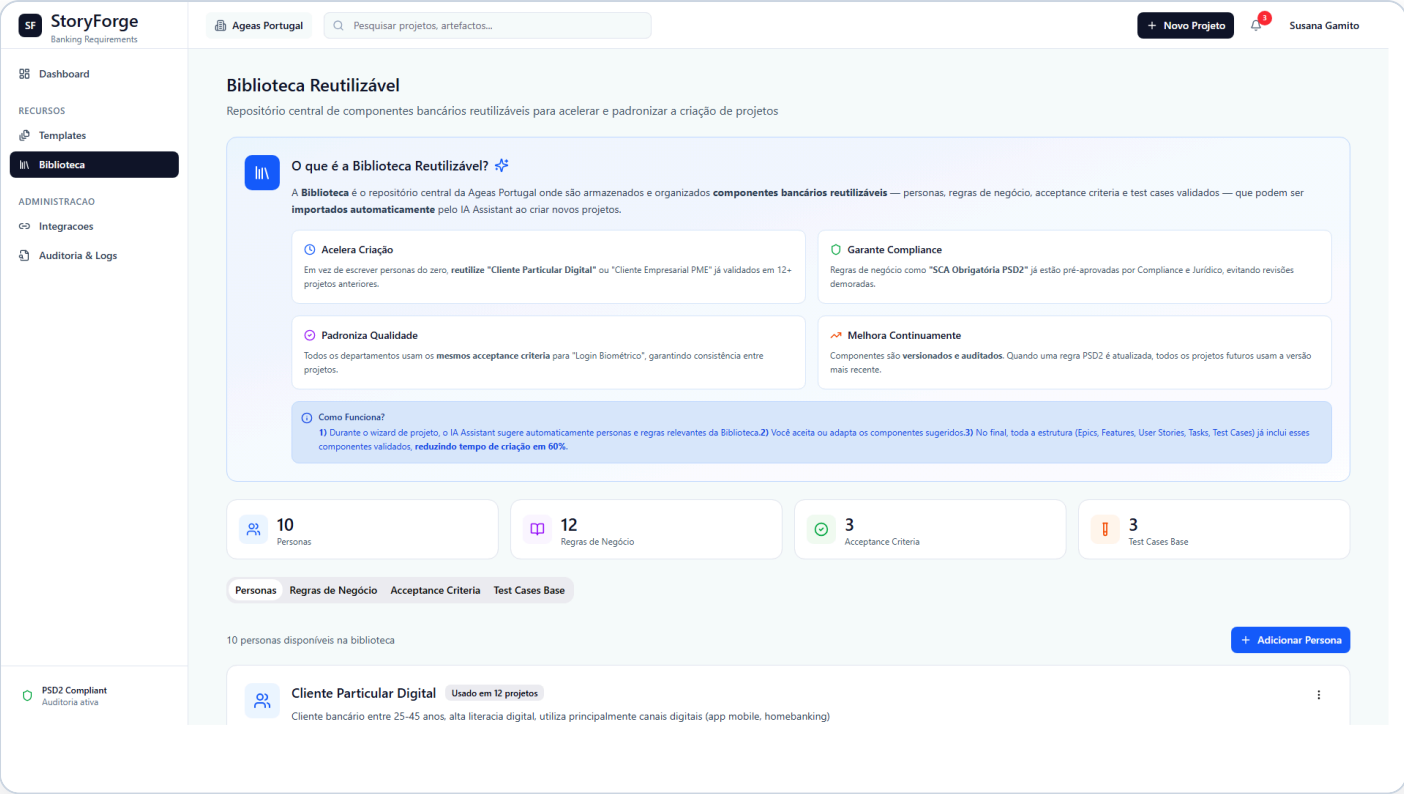 SF
StoryForge
Banking Requirements
Ageas Portugal
Pesquisar projetos, artefactos...
+ Novo Projeto
3
Susana Gamito
Dashboard
RECURSOS
Templates
Biblioteca
ADMINISTRACAO
Integracoes
Auditoria & Logs
PSD2 Compliant
Auditoria ativa
Biblioteca Reutilizável
Repositório central de componentes bancários reutilizáveis para acelerar e padronizar a criação de projetos
O que é a Biblioteca Reutilizável?
A Biblioteca é o repositório central da Ageas Portugal onde são armazenados e organizados componentes bancários reutilizáveis — personas, regras de negócio, acceptance criteria e test cases validados — que podem ser
importados automaticamente pelo IA Assistant ao criar novos projetos.
Acelera Criação
Em vez de escrever personas do zero, reutilize "Cliente Particular Digital" ou "Cliente Empresarial PME" já validados em 12+
projetos anteriores.
Garante Compliance
Regras de negócio como "SCA Obrigatória PSD2" já estão pré-aprovadas por Compliance e Jurídico, evitando revisões
demoradas.
Padroniza Qualidade
Todos os departamentos usam os mesmos acceptance criteria para "Login Biométrico", garantindo consistência entre
projetos.
Melhora Continuamente
Componentes são versionados e auditados. Quando uma regra PSD2 é atualizada, todos os projetos futuros usam a versão
mais recente.
Como Funciona?
1) Durante o wizard de projeto, o IA Assistant sugere automaticamente personas e regras relevantes da Biblioteca.2) Você aceita ou adapta os componentes sugeridos.3) No final, toda a estrutura (Epics, Features, User Stories, Tasks, Test Cases) já inclui esses
componentes validados, reduzindo tempo de criação em 60%.
10
Personas
12
Regras de Negócio
3
Acceptance Criteria
3
Test Cases Base
Personas
Regras de Negócio
Acceptance Criteria
Test Cases Base
10 personas disponíveis na biblioteca
+ Adicionar Persona
Cliente Particular Digital
Usado em 12 projetos
Cliente bancário entre 25-45 anos, alta literacia digital, utiliza principalmente canais digitais (app mobile, homebanking)